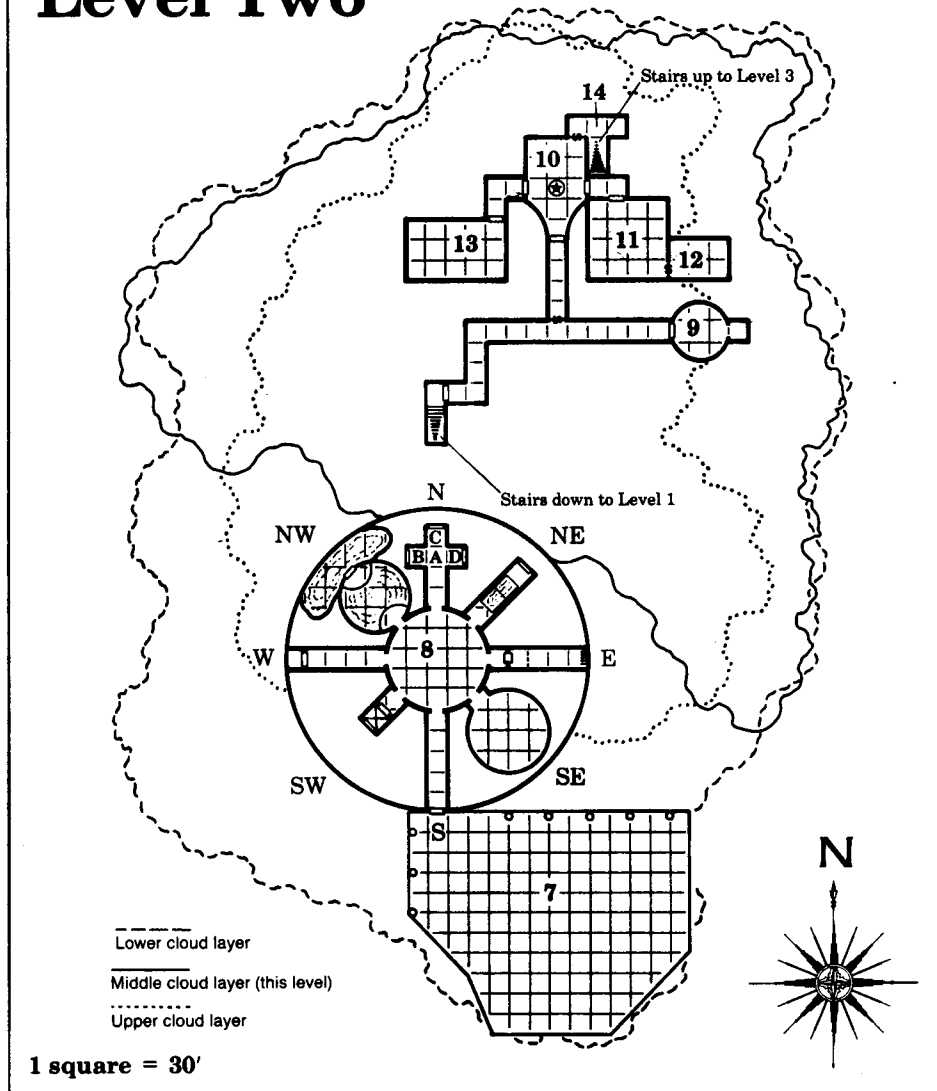 Level Two
Stairs up to Level 3
14
10
13
11
12
9
Stairs down to Level 1
N
NW
NE
C
B A D
8
W
E
SW
SE
S
7
N
Lower cloud layer
Middle cloud layer (this level)
Upper cloud layer
1 square = 30′